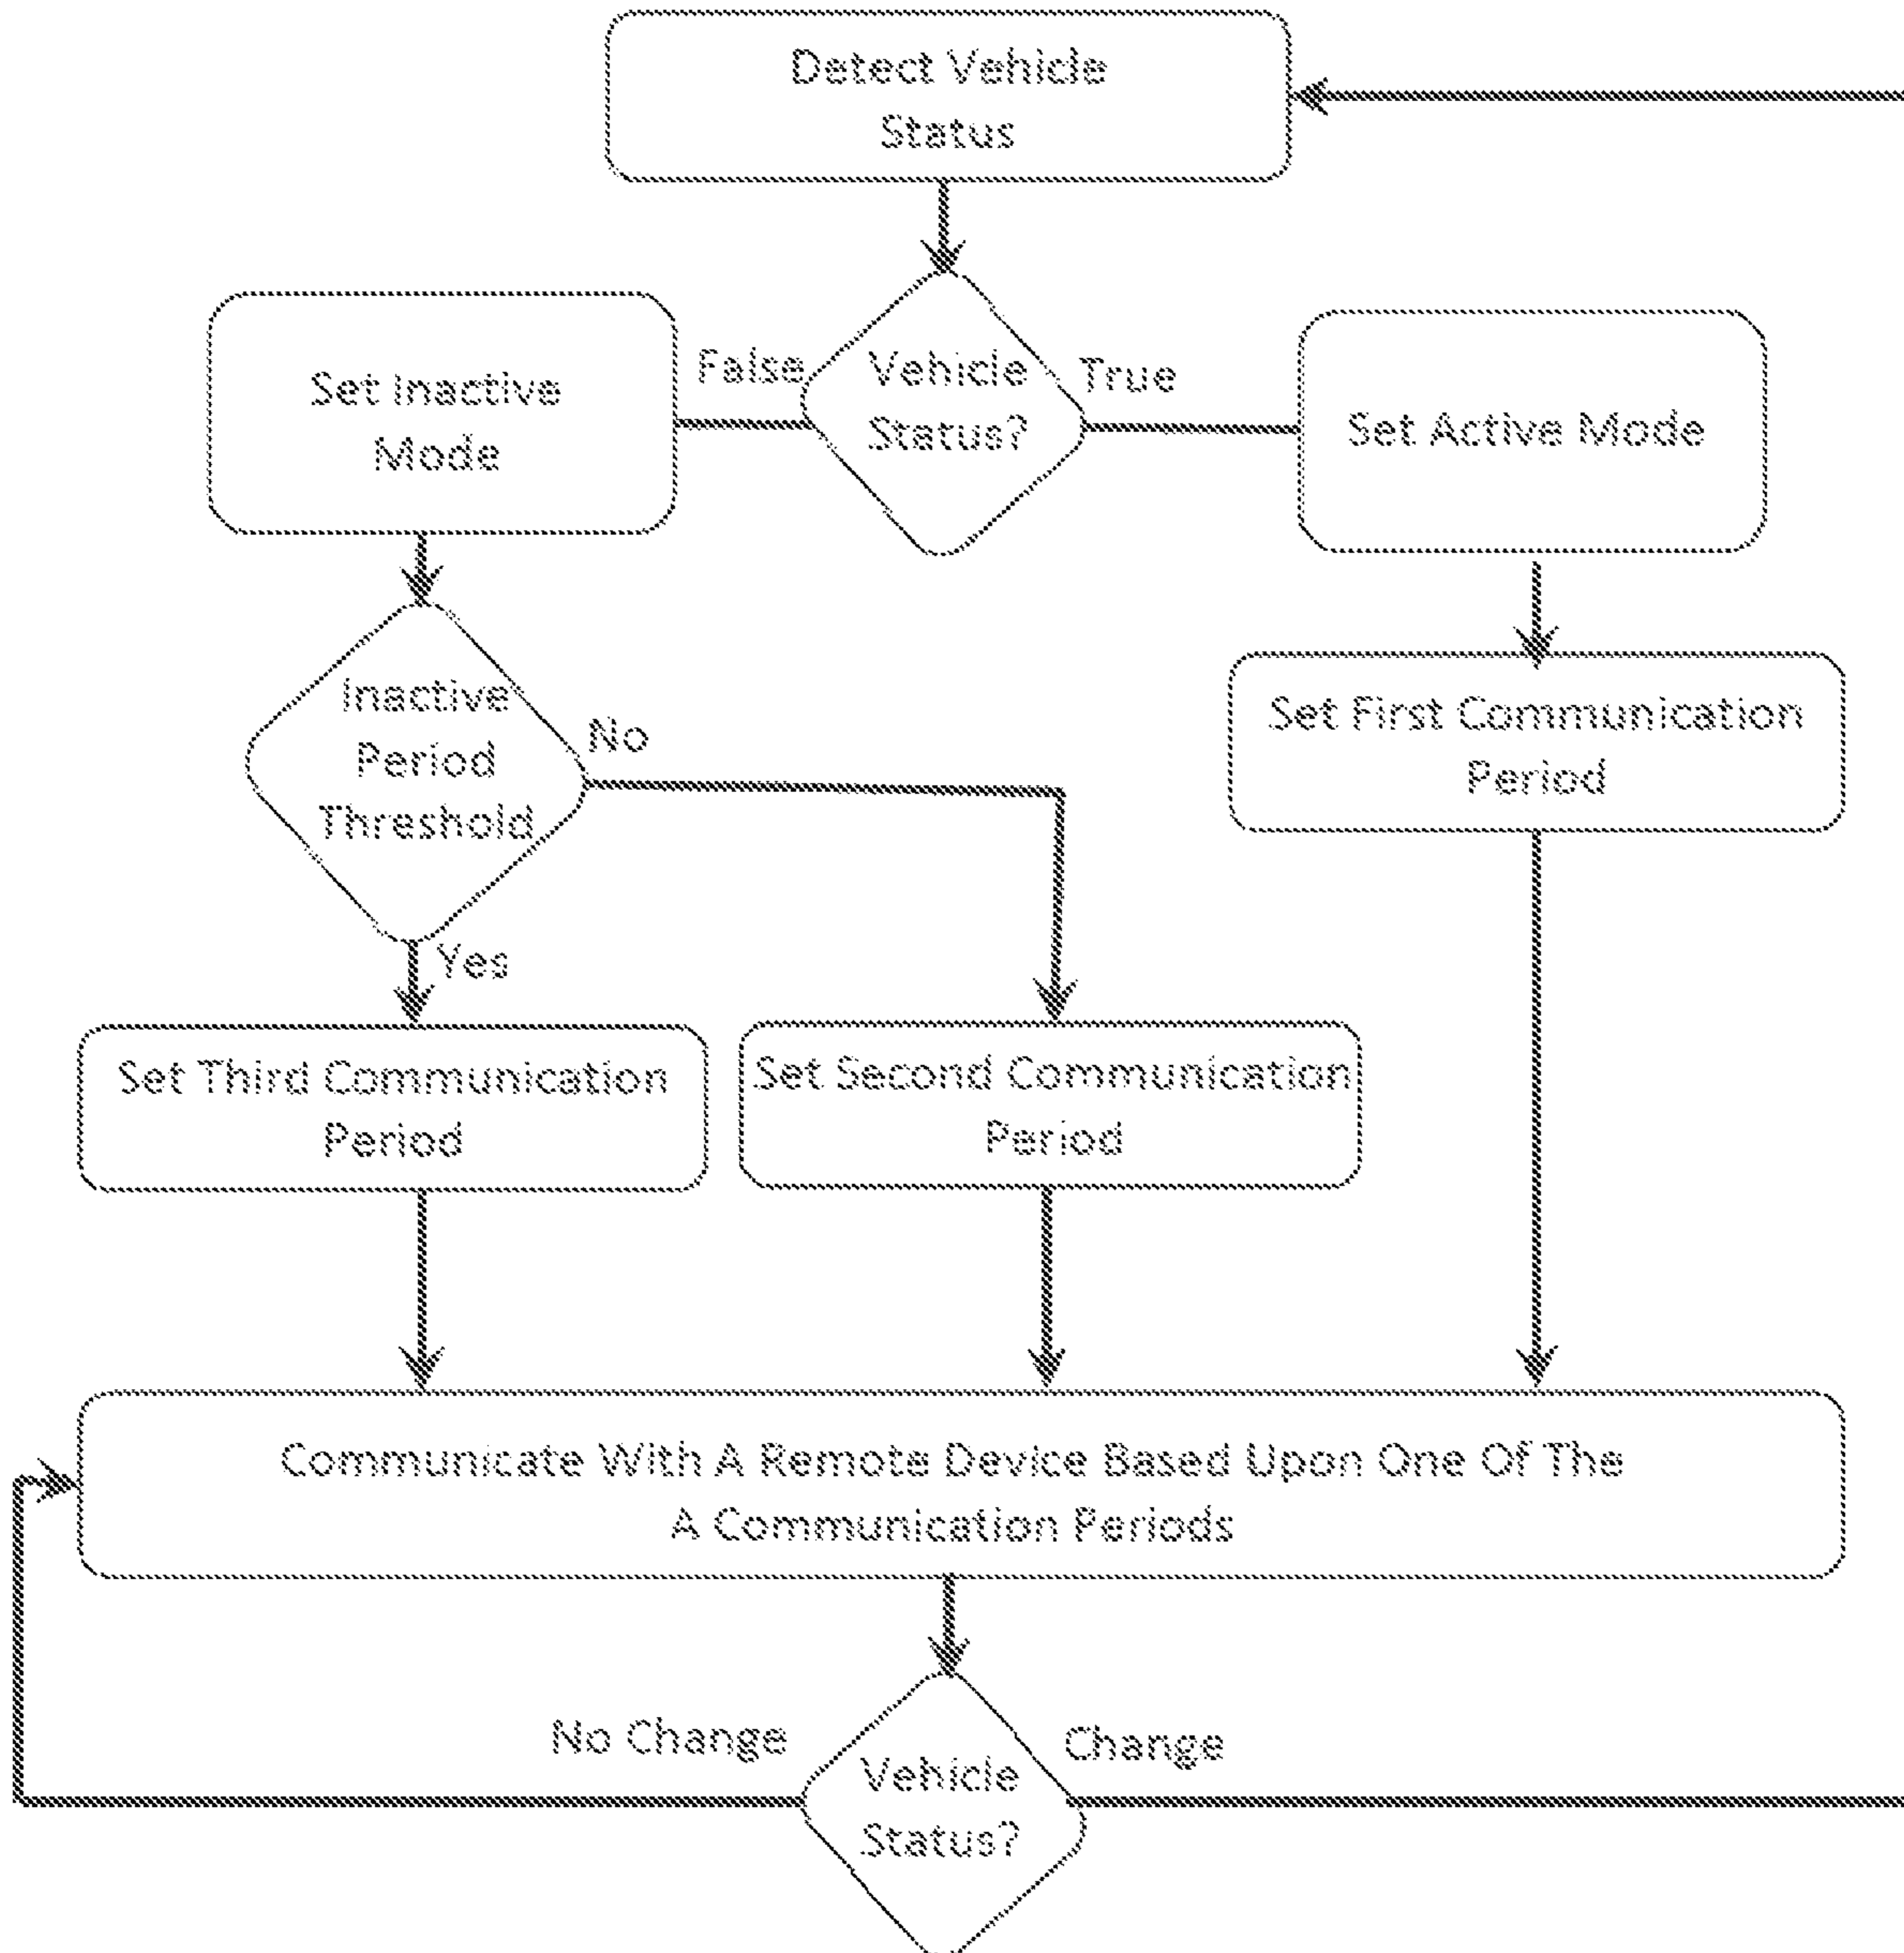 Detect Vehicle
Status
False
Vehicle
Status?
True
Set Inactive
Mode
Set Active Mode
Inactive
Period
Threshold
No
Yes
Set First Communication
Period
Set Third Communication
Period
Set Second Communication
Period
Communicate With A Remote Device Based Upon One Of The
A Communication Periods
No Change
Vehicle
Status?
Change